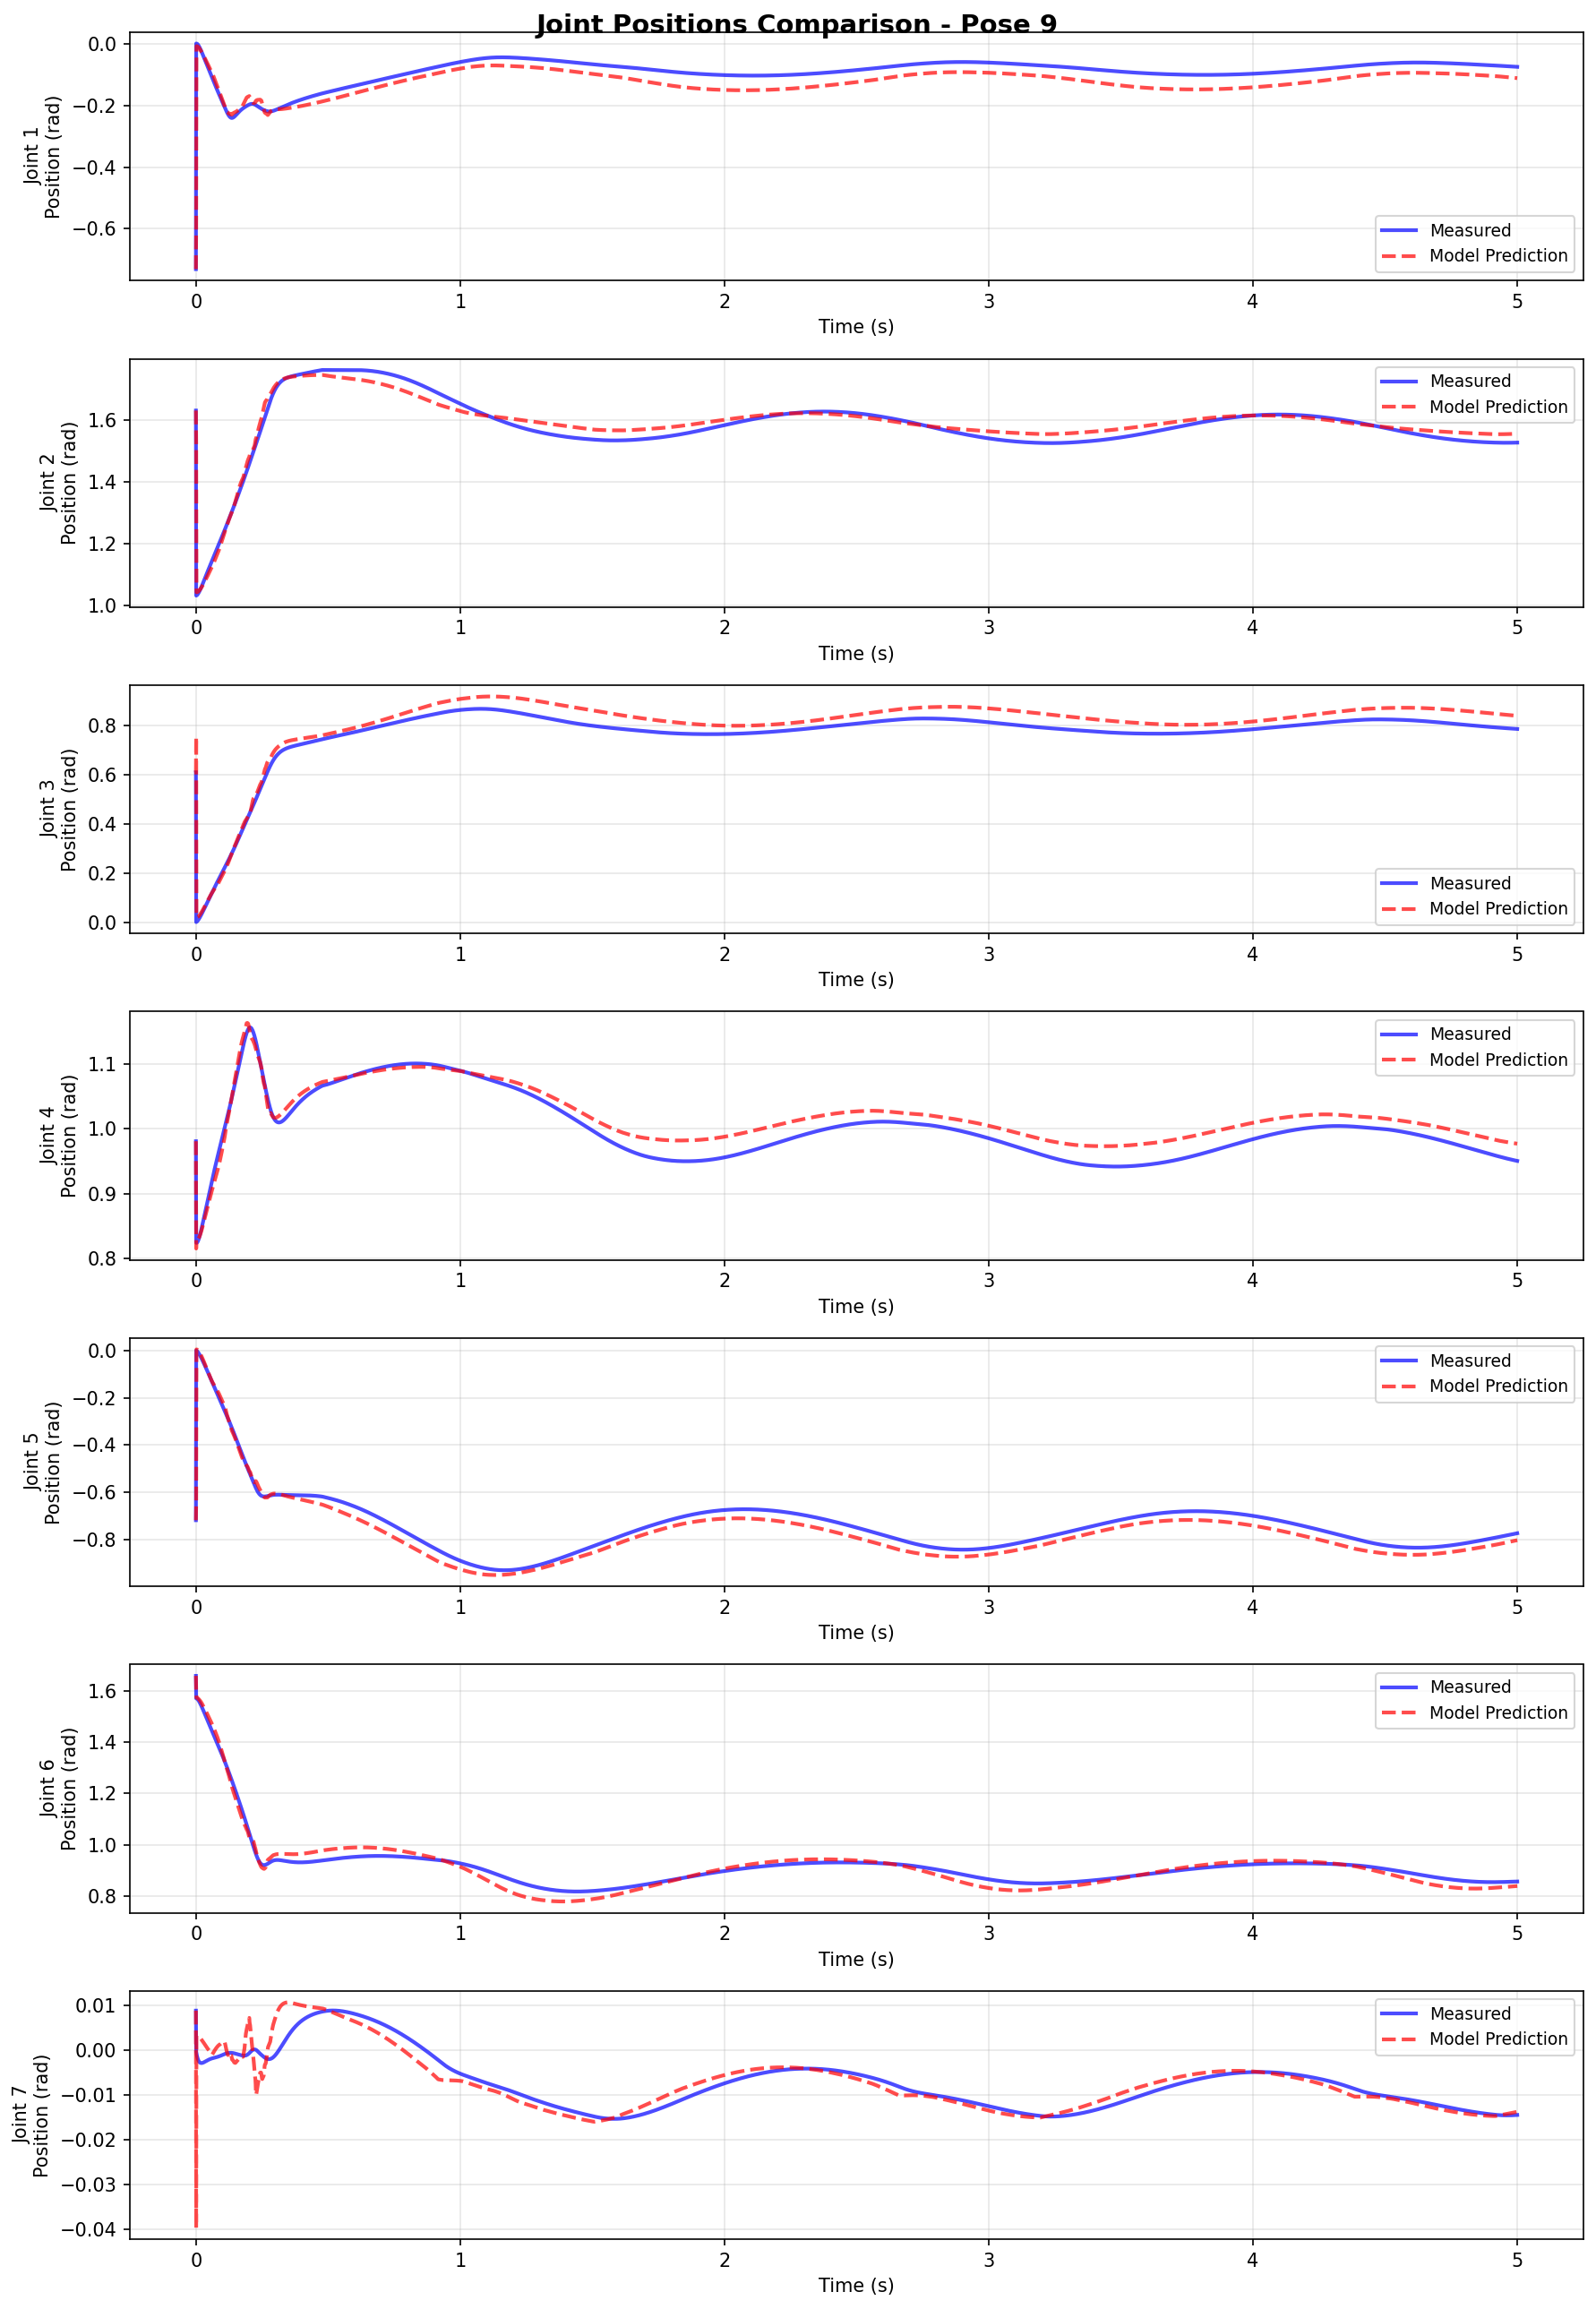 Joint Positions Comparison - Pose 9
Joint 1
Position (rad)
0.0
−0.2
−0.4
−0.6
Measured
Model Prediction
0 1 2 3 4 5
Time (s)
Joint 2
Position (rad)
1.6
1.4
1.2
1.0
Measured
Model Prediction
0 1 2 3 4 5
Time (s)
Joint 3
Position (rad)
0.8
0.6
0.4
0.2
0.0
Measured
Model Prediction
0 1 2 3 4 5
Time (s)
Joint 4
Position (rad)
1.1
1.0
0.9
0.8
Measured
Model Prediction
0 1 2 3 4 5
Time (s)
Joint 5
Position (rad)
0.0
−0.2
−0.4
−0.6
−0.8
Measured
Model Prediction
0 1 2 3 4 5
Time (s)
Joint 6
Position (rad)
1.6
1.4
1.2
1.0
0.8
Measured
Model Prediction
0 1 2 3 4 5
Time (s)
Joint 7
Position (rad)
0.01
0.00
−0.01
−0.02
−0.03
−0.04
Measured
Model Prediction
0 1 2 3 4 5
Time (s)